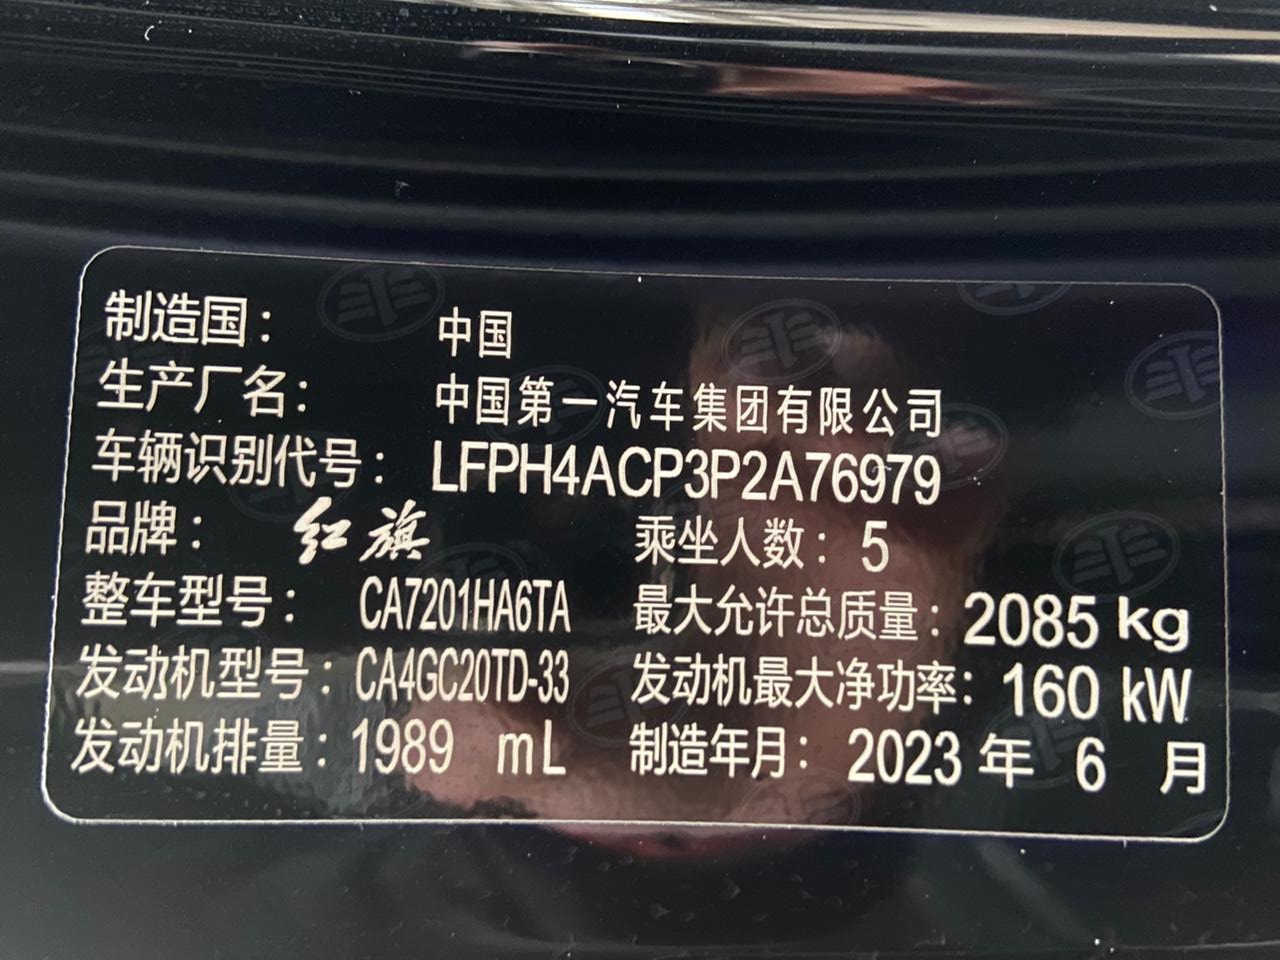 制造国：中国
生产厂名：中国第一汽车集团有限公司
车辆识别代号：LFPH4ACP3P2A76979
品牌：红旗 乘坐人数：5
整车型号：CA7201HA6TA 最大允许总质量：2085 kg
发动机型号：CA4GC20TD-33 发动机最大净功率：160 kW
发动机排量：1989 mL 制造年月：2023 年 6 月